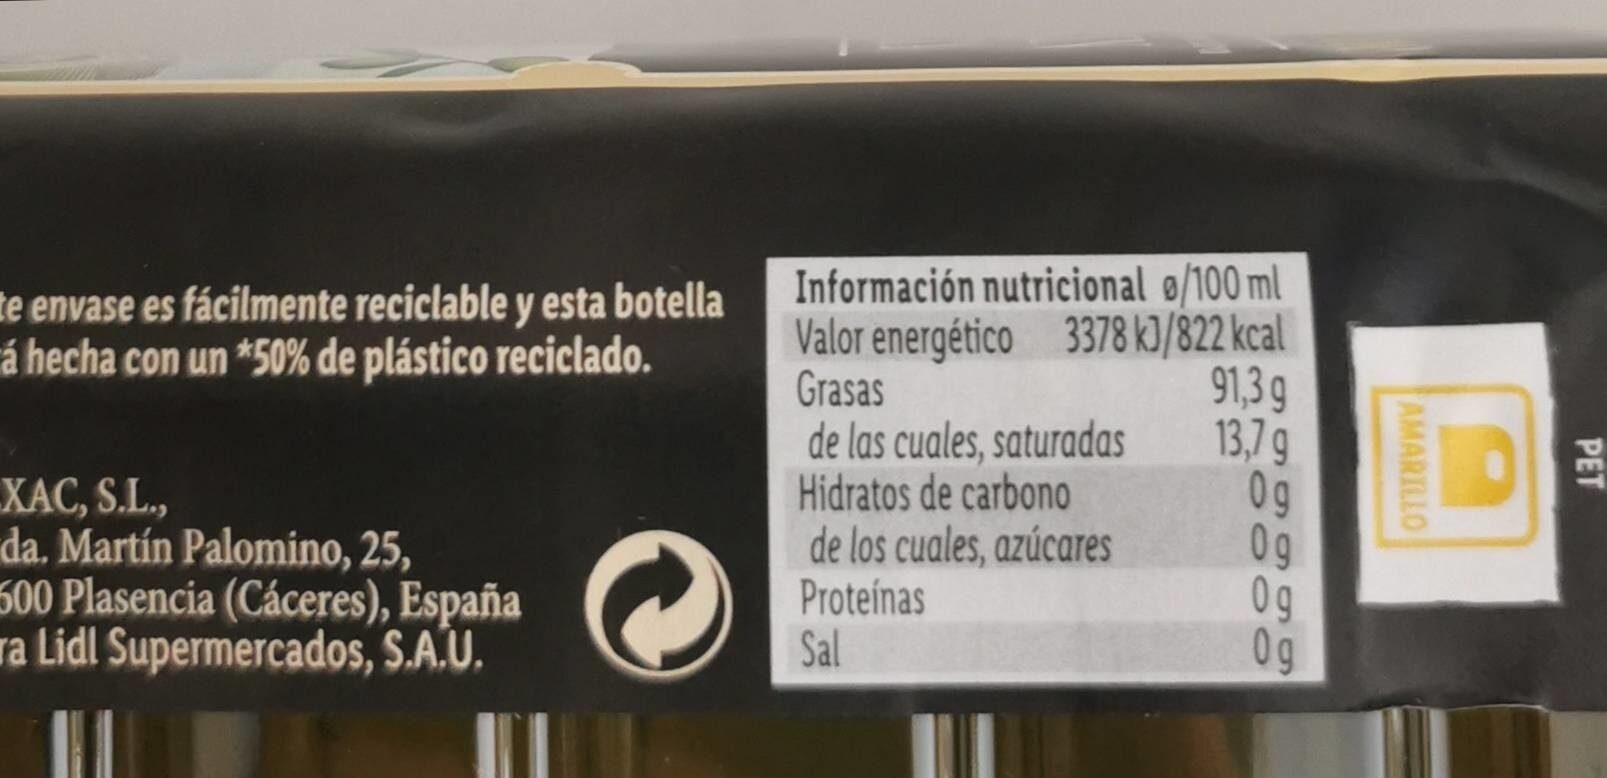 envase es fácilmente reciclable y esta botella
hecha con un *50% de plástico reciclado.
XAC, S.L.,
da. Martín Palomino, 25,
600 Plasencia (Cáceres), España
ra Lidl Supermercados, S.A.U.
Información nutricional ø/100 ml
Valor energético 3378 kJ/822 kcal
Grasas 91,3 g
de las cuales, saturadas 13,7 g
Hidratos de carbono 0 g
de los cuales, azúcares 0 g
Proteínas 0 g
Sal 0 g
AMARILLO
PET